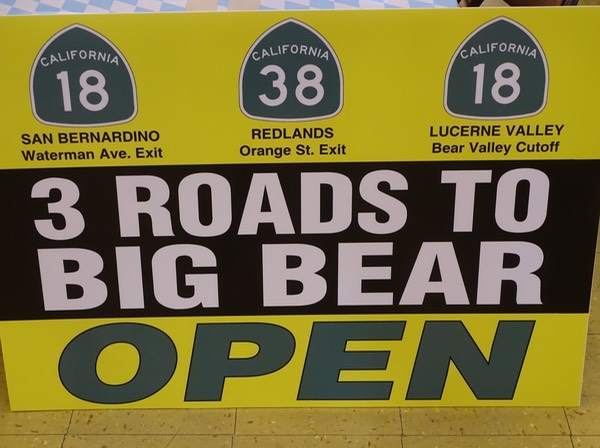 CALIFORNIA
18
SAN BERNARDINO
Waterman Ave. Exit
CALIFORNIA
38
REDLANDS
Orange St. Exit
CALIFORNIA
18
LUCERNE VALLEY
Bear Valley Cutoff
3 ROADS TO
BIG BEAR
OPEN